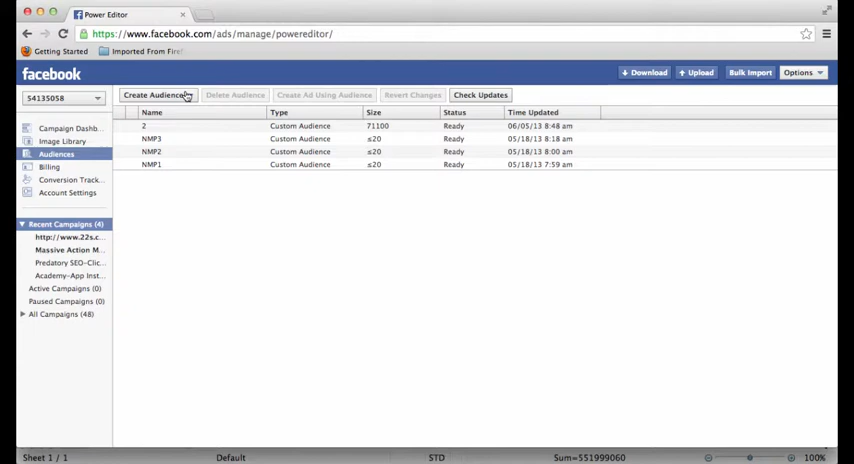 Power Editor
https://www.facebook.com/ads/manage/powereditor/
Getting Started Imported From Firef
facebook Download Upload Bulk Import Options
54135058 Create Audience Delete Audience Create Ad Using Audience Revert Changes Check Updates
Name Type Size Status Time Updated
2 Custom Audience 71100 Ready 06/05/13 8:48 am
NMP3 Custom Audience ≤20 Ready 05/18/13 8:18 am
NMP2 Custom Audience ≤20 Ready 05/18/13 8:00 am
NMP1 Custom Audience ≤20 Ready 05/18/13 7:59 am
Campaign Dashb...
Image Library
Audiences
Billing
Conversion Track...
Account Settings
Recent Campaigns (4)
http://www.22s.c...
Massive Action M...
Predatory SEO-Clic...
Academy-App Inst...
Active Campaigns (0)
Paused Campaigns (0)
All Campaigns (48)
Sheet 1 / 1 Default STD Sum=551999060 100%